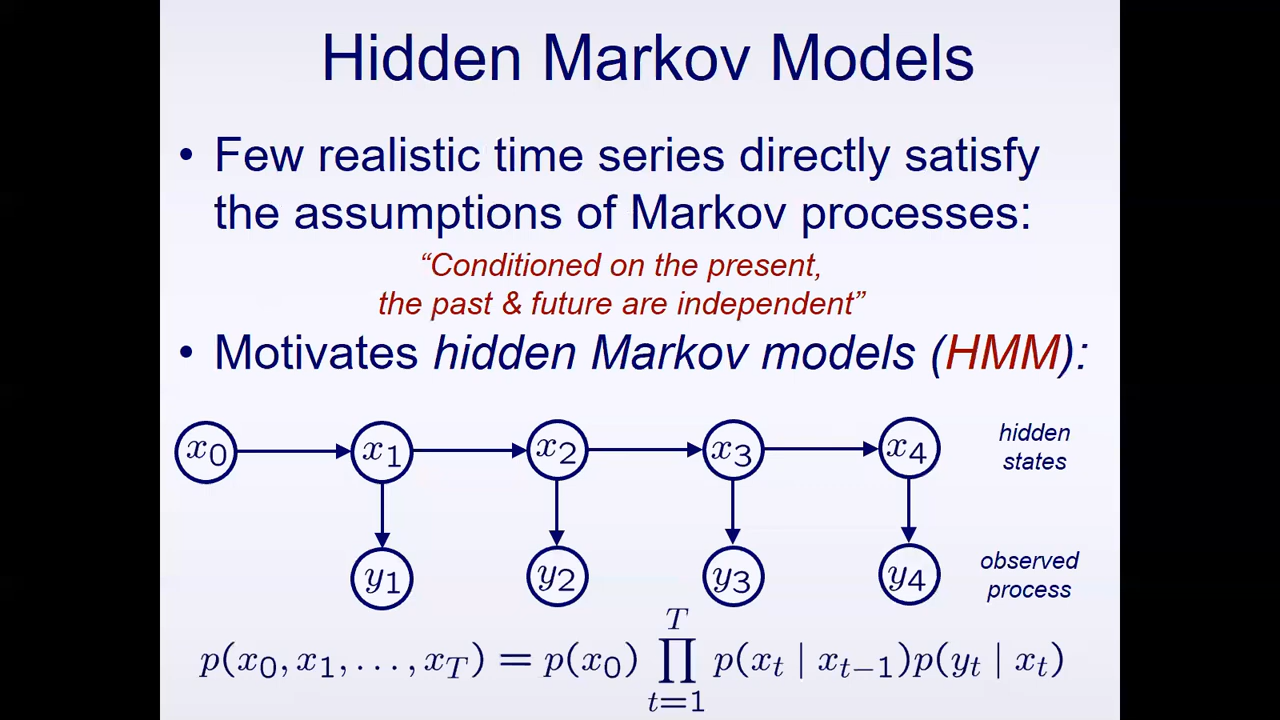 Hidden Markov Models
• Few realistic time series directly satisfy
the assumptions of Markov processes:
“Conditioned on the present,
the past & future are independent”
• Motivates hidden Markov models (HMM):
x₀ x₁ x₂ x₃ x₄ hidden
states
y₁ y₂ y₃ y₄ observed
process
p(x₀, x₁, . . . , x_T) = p(x₀) ∏_{t=1}^{T} p(x_t | x_{t−1})p(y_t | x_t)